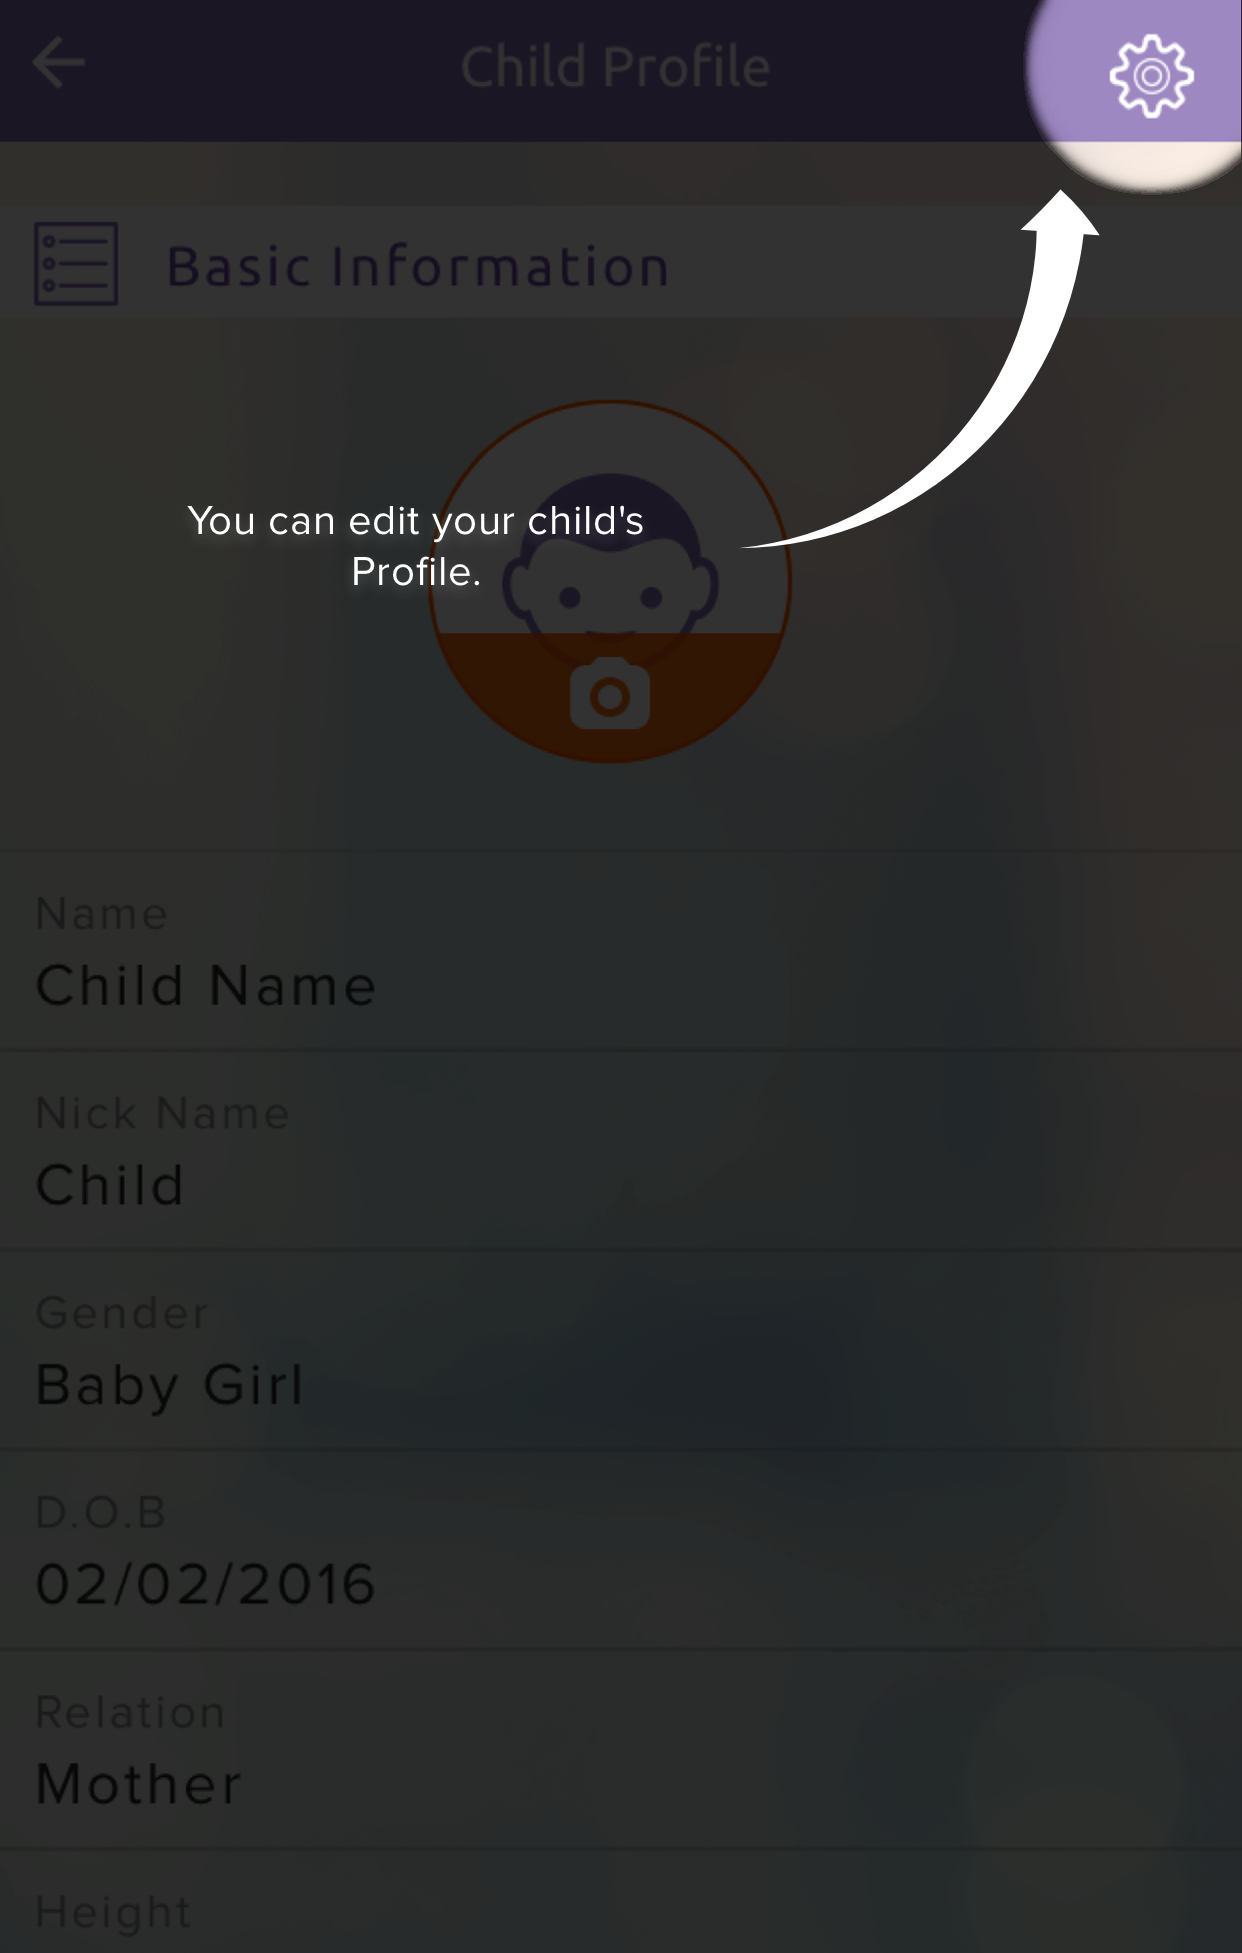 Child Profile
Basic Information
You can edit your child's
Profile.
Name
Child Name
Nick Name
Child
Gender
Baby Girl
D.O.B
02/02/2016
Relation
Mother
Height